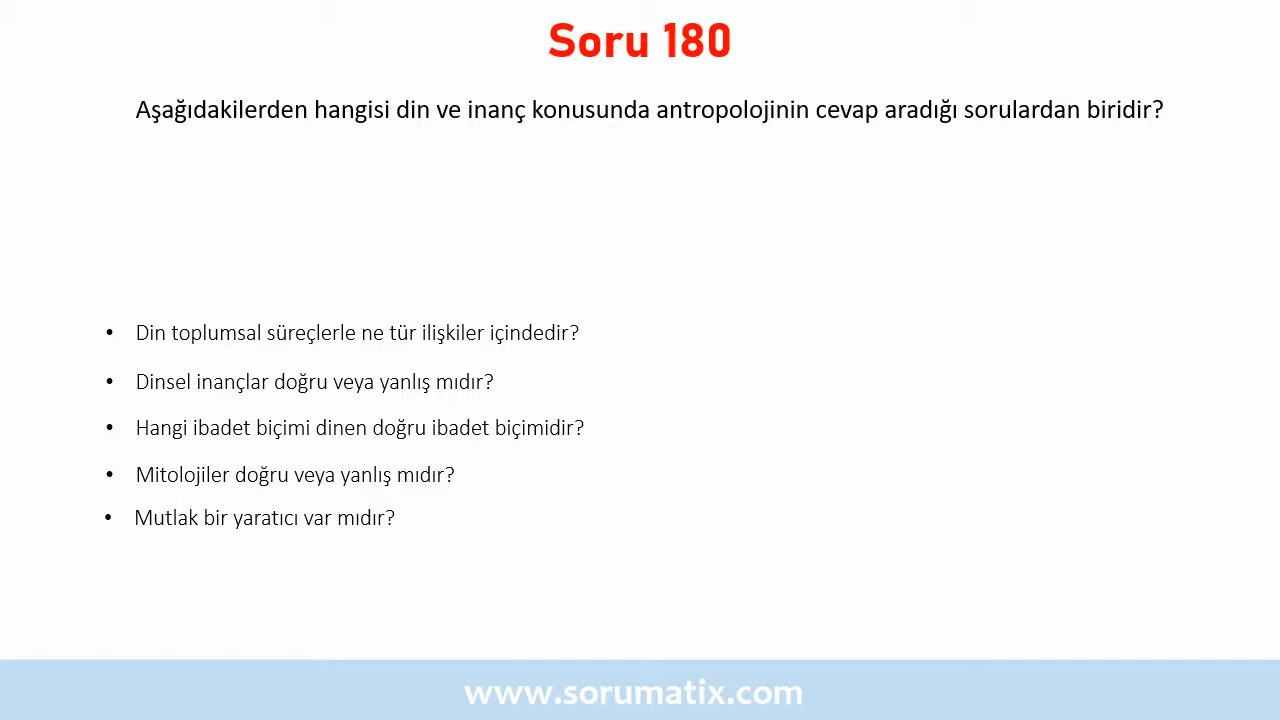 Soru 180
Aşağıdakilerden hangisi din ve inanç konusunda antropolojinin cevap aradığı sorulardan biridir?
• Din toplumsal süreçlerle ne tür ilişkiler içindedir?
• Dinsel inançlar doğru veya yanlış mıdır?
• Hangi ibadet biçimi dinen doğru ibadet biçimidir?
• Mitolojiler doğru veya yanlış mıdır?
• Mutlak bir yaratıcı var mıdır?
www.sorumatix.com